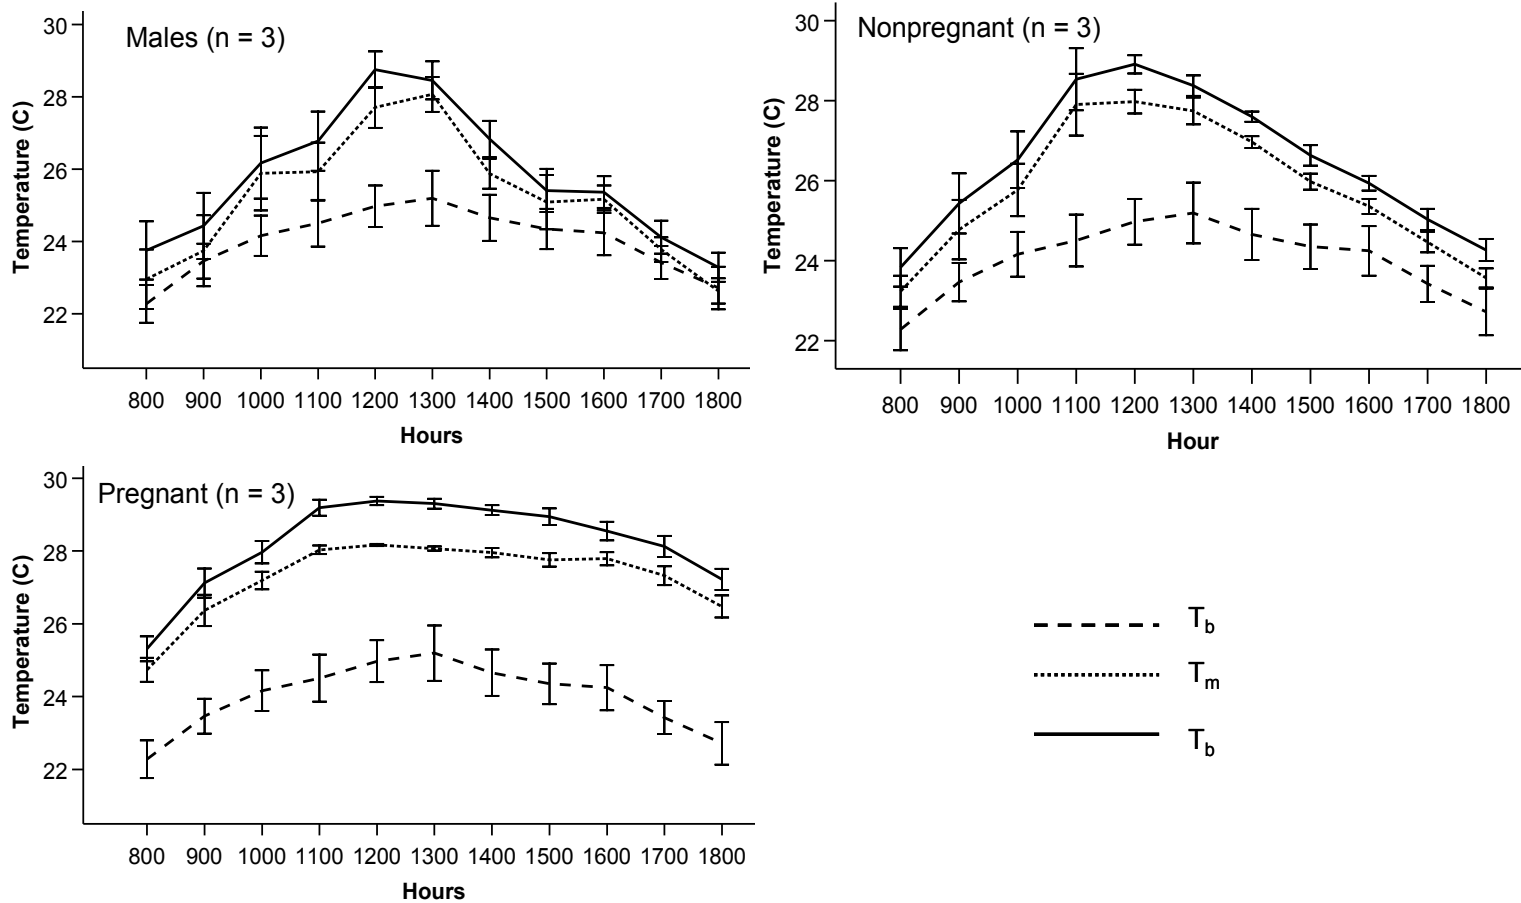 Males (n = 3)
Temperature (C)
30
28
26
24
22
800 900 1000 1100 1200 1300 1400 1500 1600 1700 1800
Hours
Nonpregnant (n = 3)
Temperature (C)
30
28
26
24
22
800 900 1000 1100 1200 1300 1400 1500 1600 1700 1800
Hour
Pregnant (n = 3)
Temperature (C)
30
28
26
24
22
800 900 1000 1100 1200 1300 1400 1500 1600 1700 1800
Hours
Tb
Tm
Tb